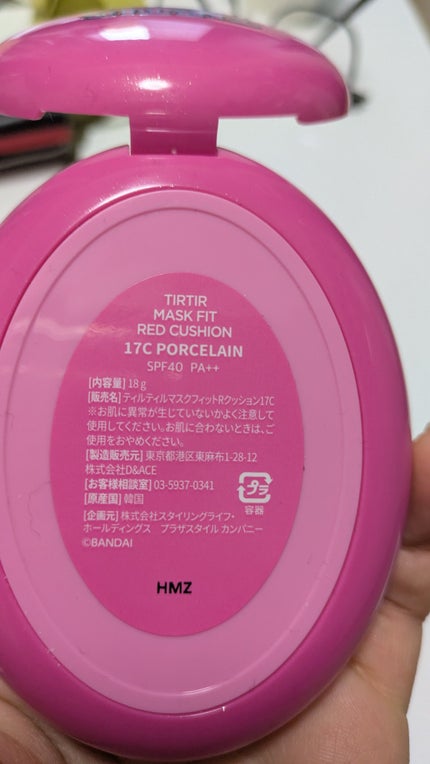 TIRTIR
MASK FIT
RED CUSHION
17C PORCELAIN
SPF40 PA++
[内容量] 18 g
[販売名] ティルティルマスクフィットRクッション17C
※お肌に異常が生じていないかよく注意して
使用してください。お肌に合わないときは、ご
使用をおやめください。
[製造販売元] 東京都港区東麻布1-28-12
株式会社D&ACE
[お客様相談室] 03-5937-0341
[原産国] 韓国
プラ
容器
[企画元] 株式会社スタイリングライフ・
ホールディングス プラザスタイル カンパニー
©BANDAI
HMZ